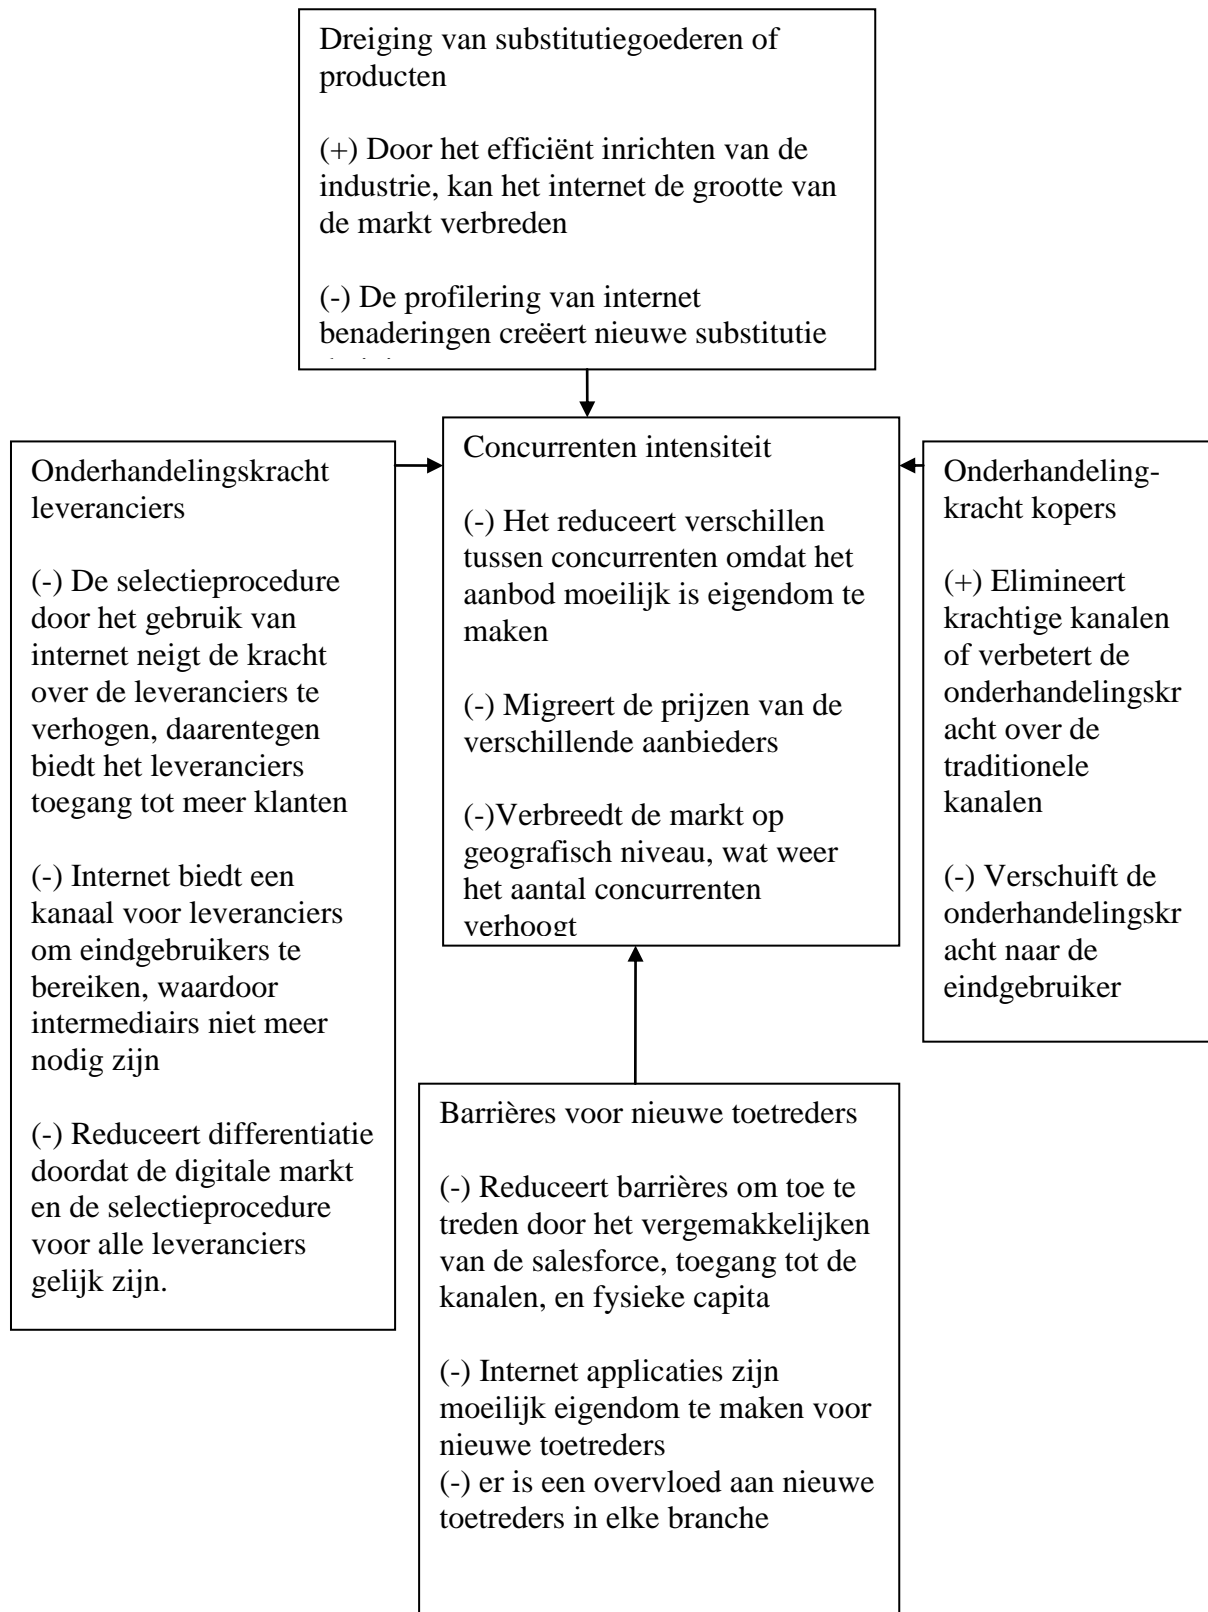 Dreiging van substitutiegoederen of
producten
(+) Door het efficiënt inrichten van de
industrie, kan het internet de grootte van
de markt verbreden
(-) De profilering van internet
benaderingen creëert nieuwe substitutie
Onderhandelingskracht
leveranciers
(-) De selectieprocedure
door het gebruik van
internet neigt de kracht
over de leveranciers te
verhogen, daarentegen
biedt het leveranciers
toegang tot meer klanten
(-) Internet biedt een
kanaal voor leveranciers
om eindgebruikers te
bereiken, waardoor
intermediairs niet meer
nodig zijn
(-) Reduceert differentiatie
doordat de digitale markt
en de selectieprocedure
voor alle leveranciers
gelijk zijn.
Concurrenten intensiteit
(-) Het reduceert verschillen
tussen concurrenten omdat het
aanbod moeilijk is eigendom te
maken
(-) Migreert de prijzen van de
verschillende aanbieders
(-)Verbreedt de markt op
geografisch niveau, wat weer
het aantal concurrenten
verhoogt
Onderhandeling-
kracht kopers
(+) Elimineert
krachtige kanalen
of verbetert de
onderhandelingskr
acht over de
traditionele
kanalen
(-) Verschuift de
onderhandelingskr
acht naar de
eindgebruiker
Barrières voor nieuwe toetreders
(-) Reduceert barrières om toe te
treden door het vergemakkelijken
van de salesforce, toegang tot de
kanalen, en fysieke capita
(-) Internet applicaties zijn
moeilijk eigendom te maken voor
nieuwe toetreders
(-) er is een overvloed aan nieuwe
toetreders in elke branche